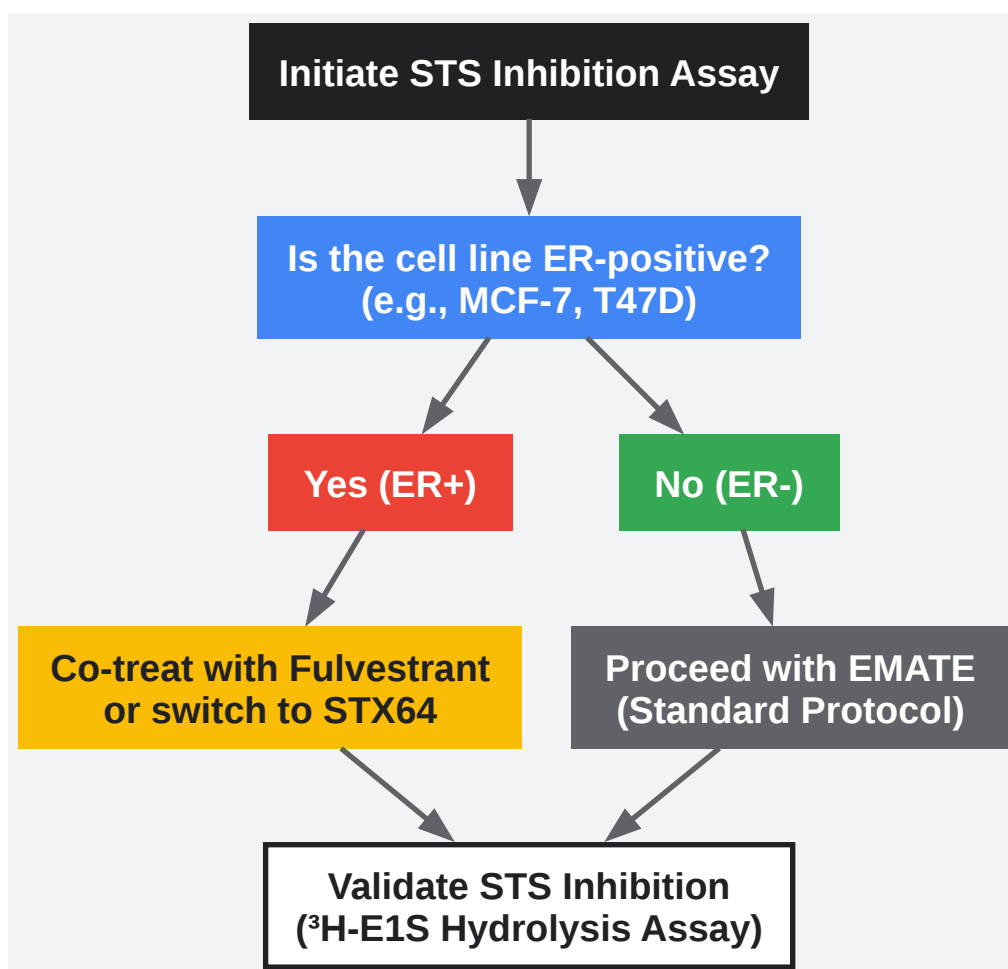 Initiate STS Inhibition Assay
Is the cell line ER-positive?
(e.g., MCF-7, T47D)
Yes (ER+)
No (ER-)
Co-treat with Fulvestrant
or switch to STX64
Proceed with EMATE
(Standard Protocol)
Validate STS Inhibition
(³H-E1S Hydrolysis Assay)